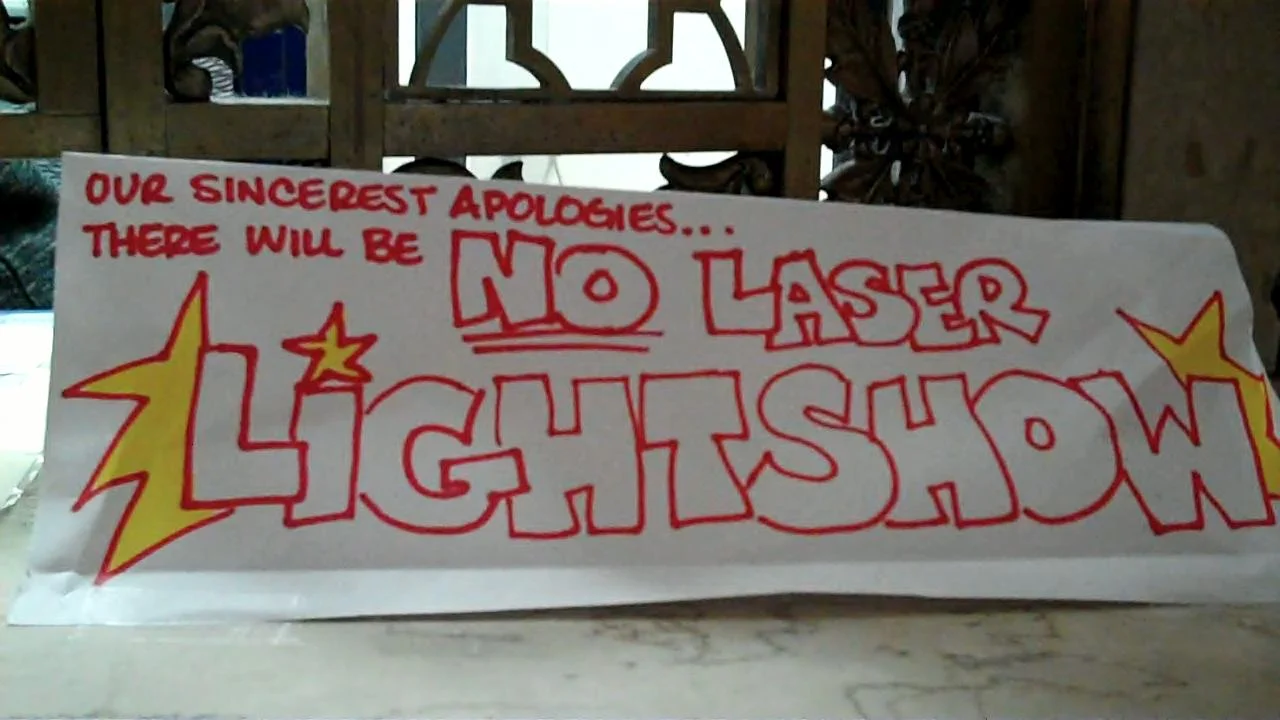 OUR SINCEREST APOLOGIES...
THERE WILL BE NO LASER
LiGHTSHOW